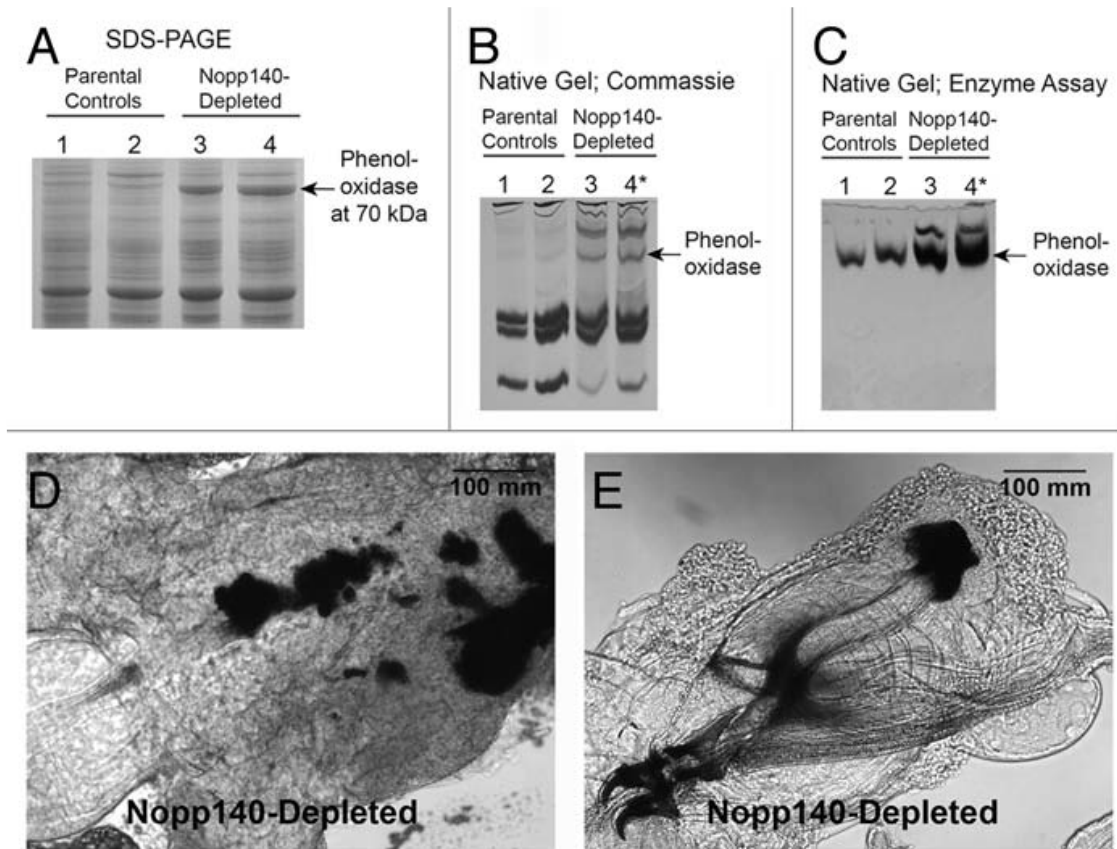 A
SDS-PAGE
Parental
Controls
Nopp140-
Depleted
1 2 3 4
Phenol-
oxidase
at 70 kDa
B
Native Gel; Commassie
Parental
Controls
Nopp140-
Depleted
1 2 3 4*
Phenol-
oxidase
C
Native Gel; Enzyme Assay
Parental
Controls
Nopp140-
Depleted
1 2 3 4*
Phenol-
oxidase
D
100 mm
Nopp140-Depleted
E
100 mm
Nopp140-Depleted